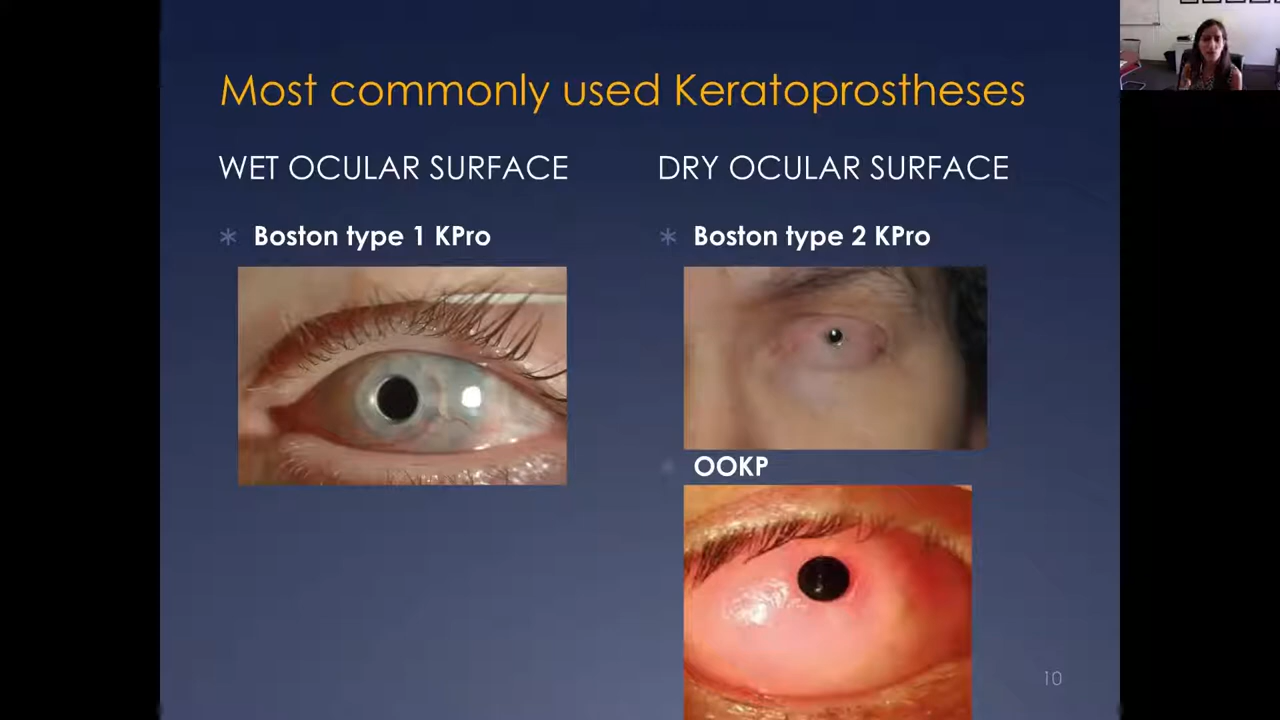 Most commonly used Keratoprostheses
WET OCULAR SURFACE
* Boston type 1 KPro
DRY OCULAR SURFACE
* Boston type 2 KPro
OOKP
10